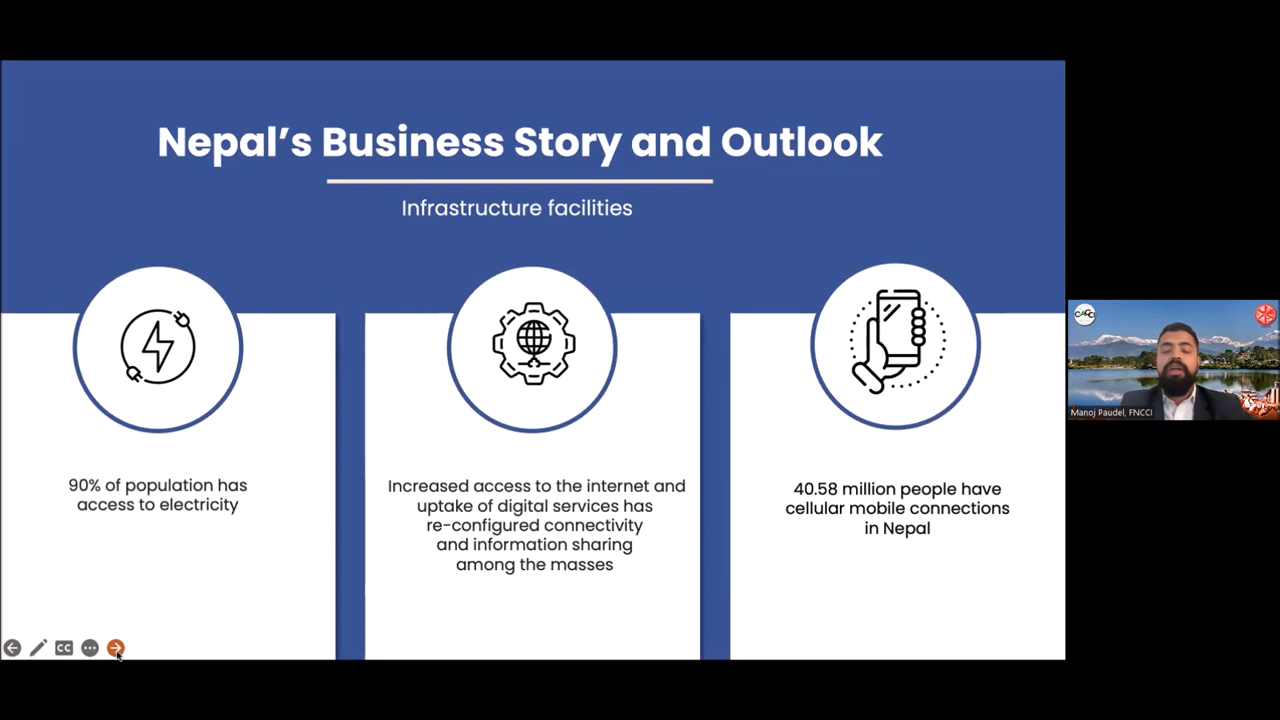 Nepal’s Business Story and Outlook
Infrastructure facilities
90% of population has
access to electricity
Increased access to the internet and
uptake of digital services has
re-configured connectivity
and information sharing
among the masses
40.58 million people have
cellular mobile connections
in Nepal
CC
CACCI
Manoj Paudel, FNCCI